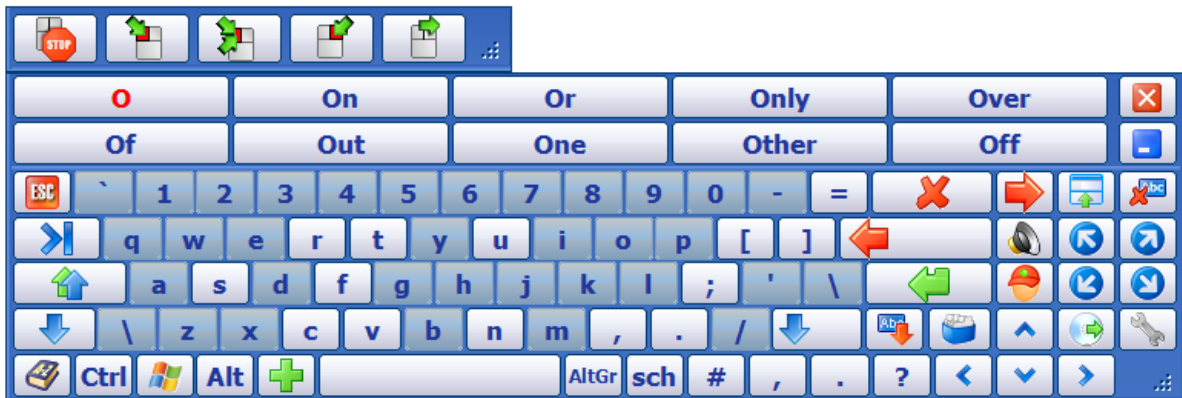 STOP
O On Or Only Over
Of Out One Other Off
ESC ` 1 2 3 4 5 6 7 8 9 0 - = Abc
q w e r t y u i o p [ ]
a s d f g h j k l ; ' \
\ z x c v b n m , . / Abc
Ctrl Alt AltGr sch # , . ?